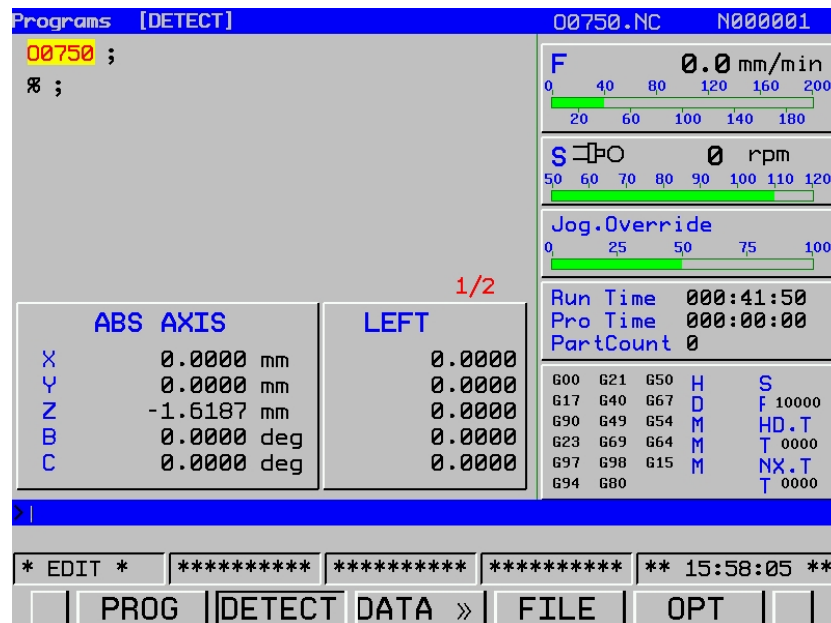 Programs [DETECT] O0750.NC N000001
O0750 ;
% ;
1/2
F 0.0 mm/min
0 40 80 120 160 200
20 60 100 140 180
S 0 rpm
50 60 70 80 90 100 110 120
Jog.Override
0 25 50 75 100
Run Time 000:41:50
Pro Time 000:00:00
PartCount 0
ABS AXIS LEFT
X 0.0000 mm 0.0000
Y 0.0000 mm 0.0000
Z -1.6187 mm 0.0000
B 0.0000 deg 0.0000
C 0.0000 deg 0.0000
G00 G21 G50 H S
G17 G40 G67 D F 10000
G90 G49 G54 M HD.T
G23 G69 G64 M T 0000
G97 G98 G15 M NX.T
G94 G80 T 0000
>|
* EDIT * ********** ********** ********** ** 15:58:05 **
PROG DETECT DATA » FILE OPT